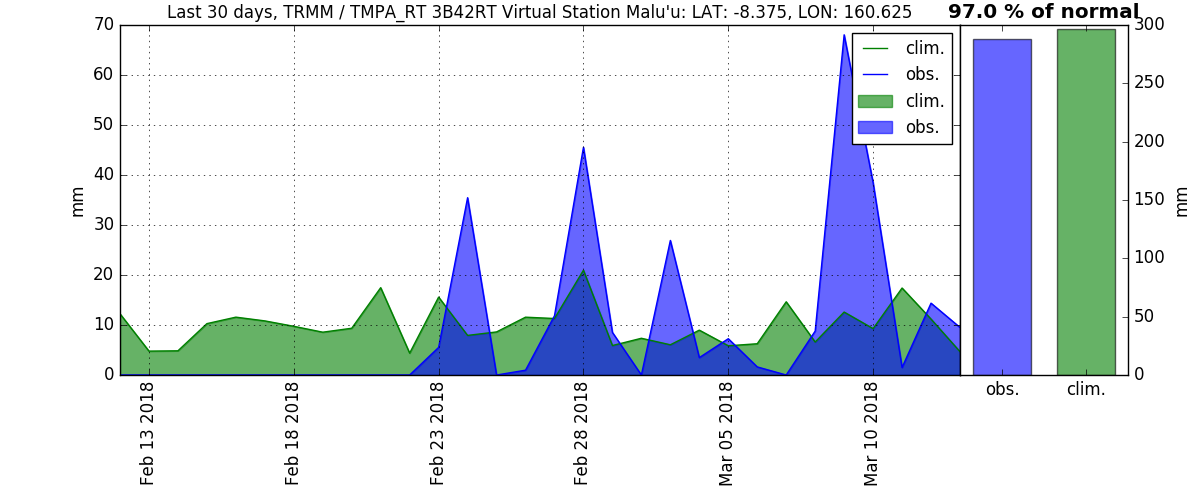 Last 30 days, TRMM / TMPA_RT 3B42RT Virtual Station Malu'u: LAT: -8.375, LON: 160.625
97.0 % of normal
70
60
50
40
30
20
10
0
mm
clim.
obs.
clim.
obs.
300
250
200
150
100
50
0
mm
obs.
clim.
Feb 13 2018
Feb 18 2018
Feb 23 2018
Feb 28 2018
Mar 05 2018
Mar 10 2018